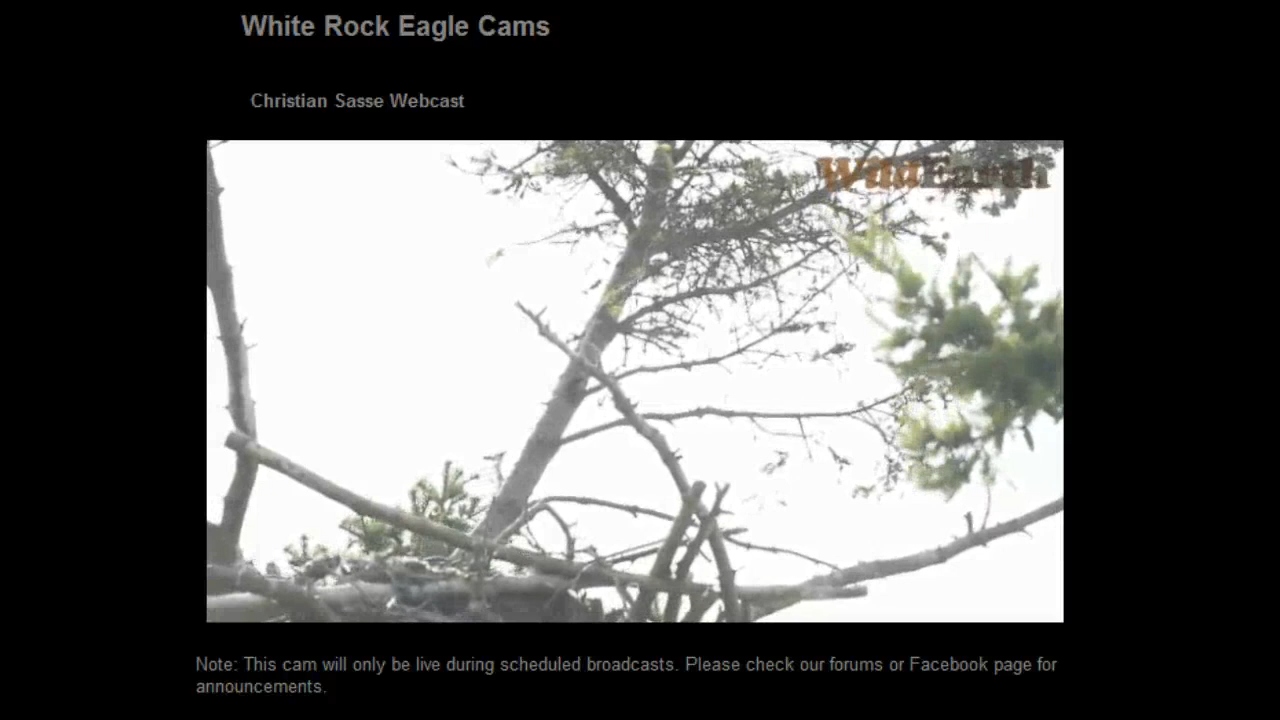 White Rock Eagle Cams
Christian Sasse Webcast
WildEarth
Note: This cam will only be live during scheduled broadcasts. Please check our forums or Facebook page for
announcements.